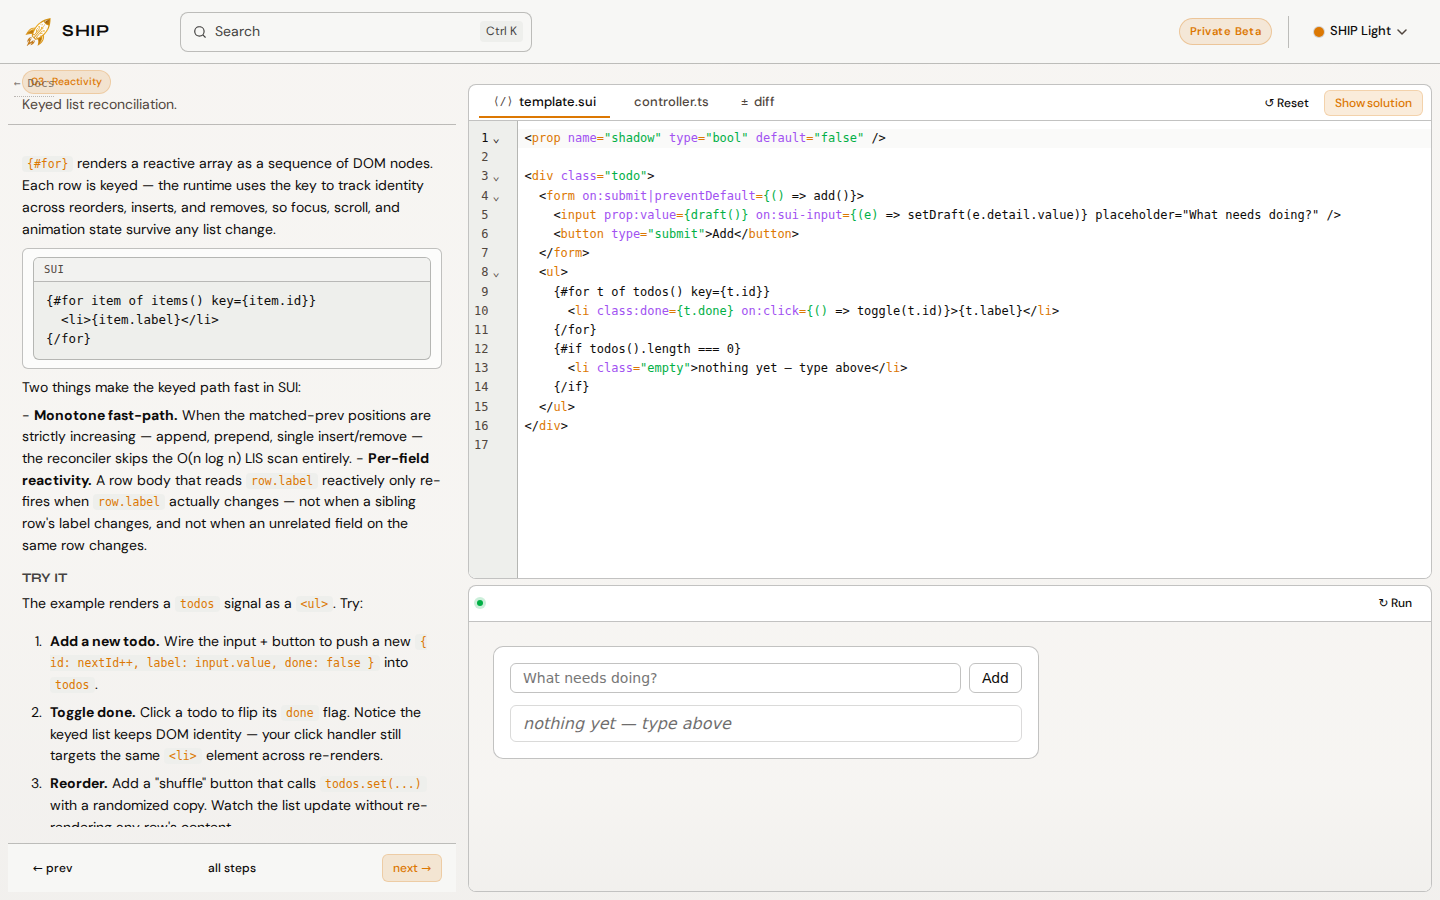 SHIP
Search
Ctrl K
Private Beta
SHIP Light
← Docs
03 · Reactivity
Keyed list reconciliation.
{#for} renders a reactive array as a sequence of DOM nodes.
Each row is keyed — the runtime uses the key to track identity
across reorders, inserts, and removes, so focus, scroll, and
animation state survive any list change.
SUI
{#for item of items() key={item.id}}
<li>{item.label}</li>
{/for}
Two things make the keyed path fast in SUI:
- Monotone fast-path. When the matched-prev positions are
strictly increasing — append, prepend, single insert/remove —
the reconciler skips the O(n log n) LIS scan entirely. - Per-field
reactivity. A row body that reads row.label reactively only re-
fires when row.label actually changes — not when a sibling
row's label changes, and not when an unrelated field on the
same row changes.
TRY IT
The example renders a todos signal as a <ul>. Try:
1. Add a new todo. Wire the input + button to push a new {
id: nextId++, label: input.value, done: false } into
todos.
2. Toggle done. Click a todo to flip its done flag. Notice the
keyed list keeps DOM identity — your click handler still
targets the same <li> element across re-renders.
3. Reorder. Add a "shuffle" button that calls todos.set(...)
with a randomized copy. Watch the list update without re-
rendering any row's content.
← prev
all steps
next →
⟨/⟩ template.sui
controller.ts
± diff
↺ Reset
Show solution
1 <prop name="shadow" type="bool" default="false" />
2
3 <div class="todo">
4 <form on:submit|preventDefault={() => add()}>
5 <input prop:value={draft()} on:sui-input={(e) => setDraft(e.detail.value)} placeholder="What needs doing?" />
6 <button type="submit">Add</button>
7 </form>
8 <ul>
9 {#for t of todos() key={t.id}}
10 <li class:done={t.done} on:click={() => toggle(t.id)}>{t.label}</li>
11 {/for}
12 {#if todos().length === 0}
13 <li class="empty">nothing yet — type above</li>
14 {/if}
15 </ul>
16 </div>
17
↻ Run
What needs doing?
Add
nothing yet — type above